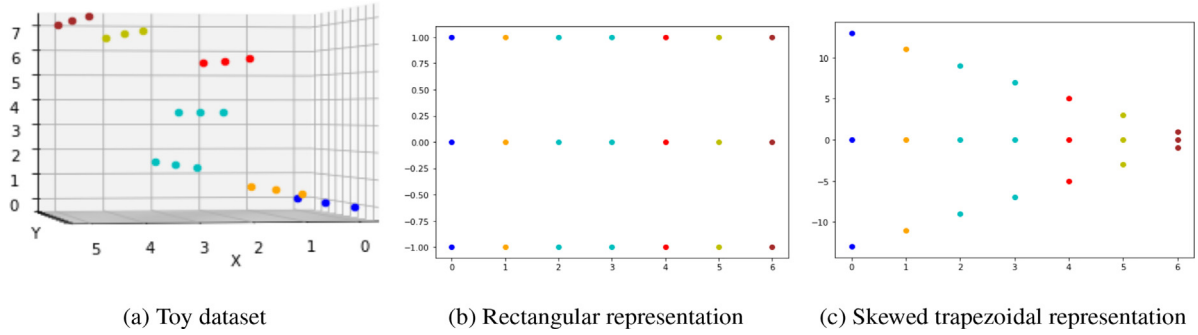 7
6
5
4
3
2
1
0
Y
5 4 3 2 1 0
X
(a) Toy dataset
1.00
0.75
0.50
0.25
0.00
−0.25
−0.50
−0.75
−1.00
0 1 2 3 4 5 6
(b) Rectangular representation
10
5
0
−5
−10
0 1 2 3 4 5 6
(c) Skewed trapezoidal representation